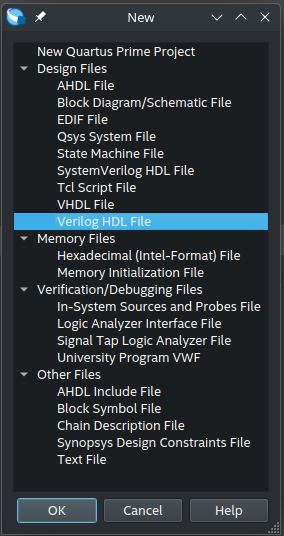 New
New Quartus Prime Project
Design Files
AHDL File
Block Diagram/Schematic File
EDIF File
Qsys System File
State Machine File
SystemVerilog HDL File
Tcl Script File
VHDL File
Verilog HDL File
Memory Files
Hexadecimal (Intel-Format) File
Memory Initialization File
Verification/Debugging Files
In-System Sources and Probes File
Logic Analyzer Interface File
Signal Tap Logic Analyzer File
University Program VWF
Other Files
AHDL Include File
Block Symbol File
Chain Description File
Synopsys Design Constraints File
Text File
OK Cancel Help